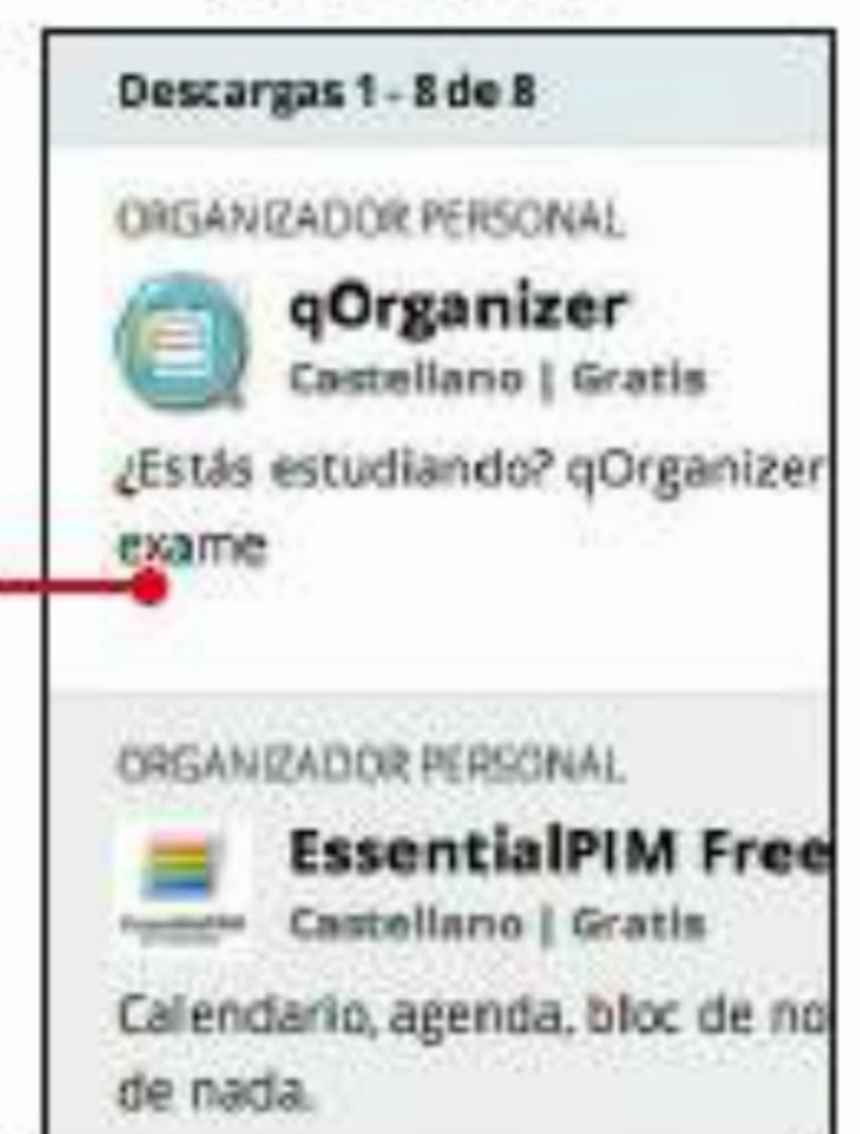 Descargas 1 - 8 de 8
ORGANIZADOR PERSONAL
qOrganizer
Castellano | Gratis
¿Estás estudiando? qOrganizer
exame
ORGANIZADOR PERSONAL
EssentialPIM Free
Castellano | Gratis
Calendario, agenda, bloc de no
de nada.